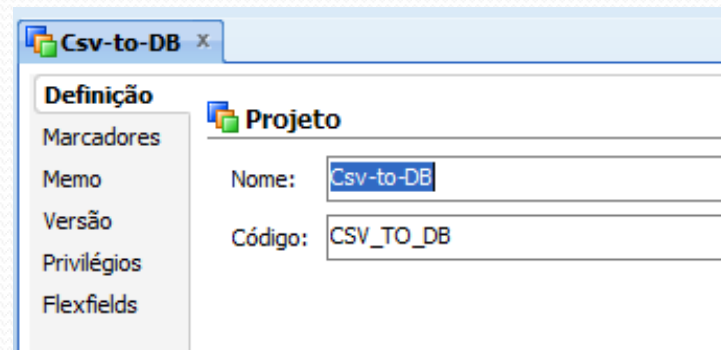 Csv-to-DB x
Definição
Marcadores
Memo
Versão
Privilégios
Flexfields
Projeto
Nome: Csv-to-DB
Código: CSV_TO_DB